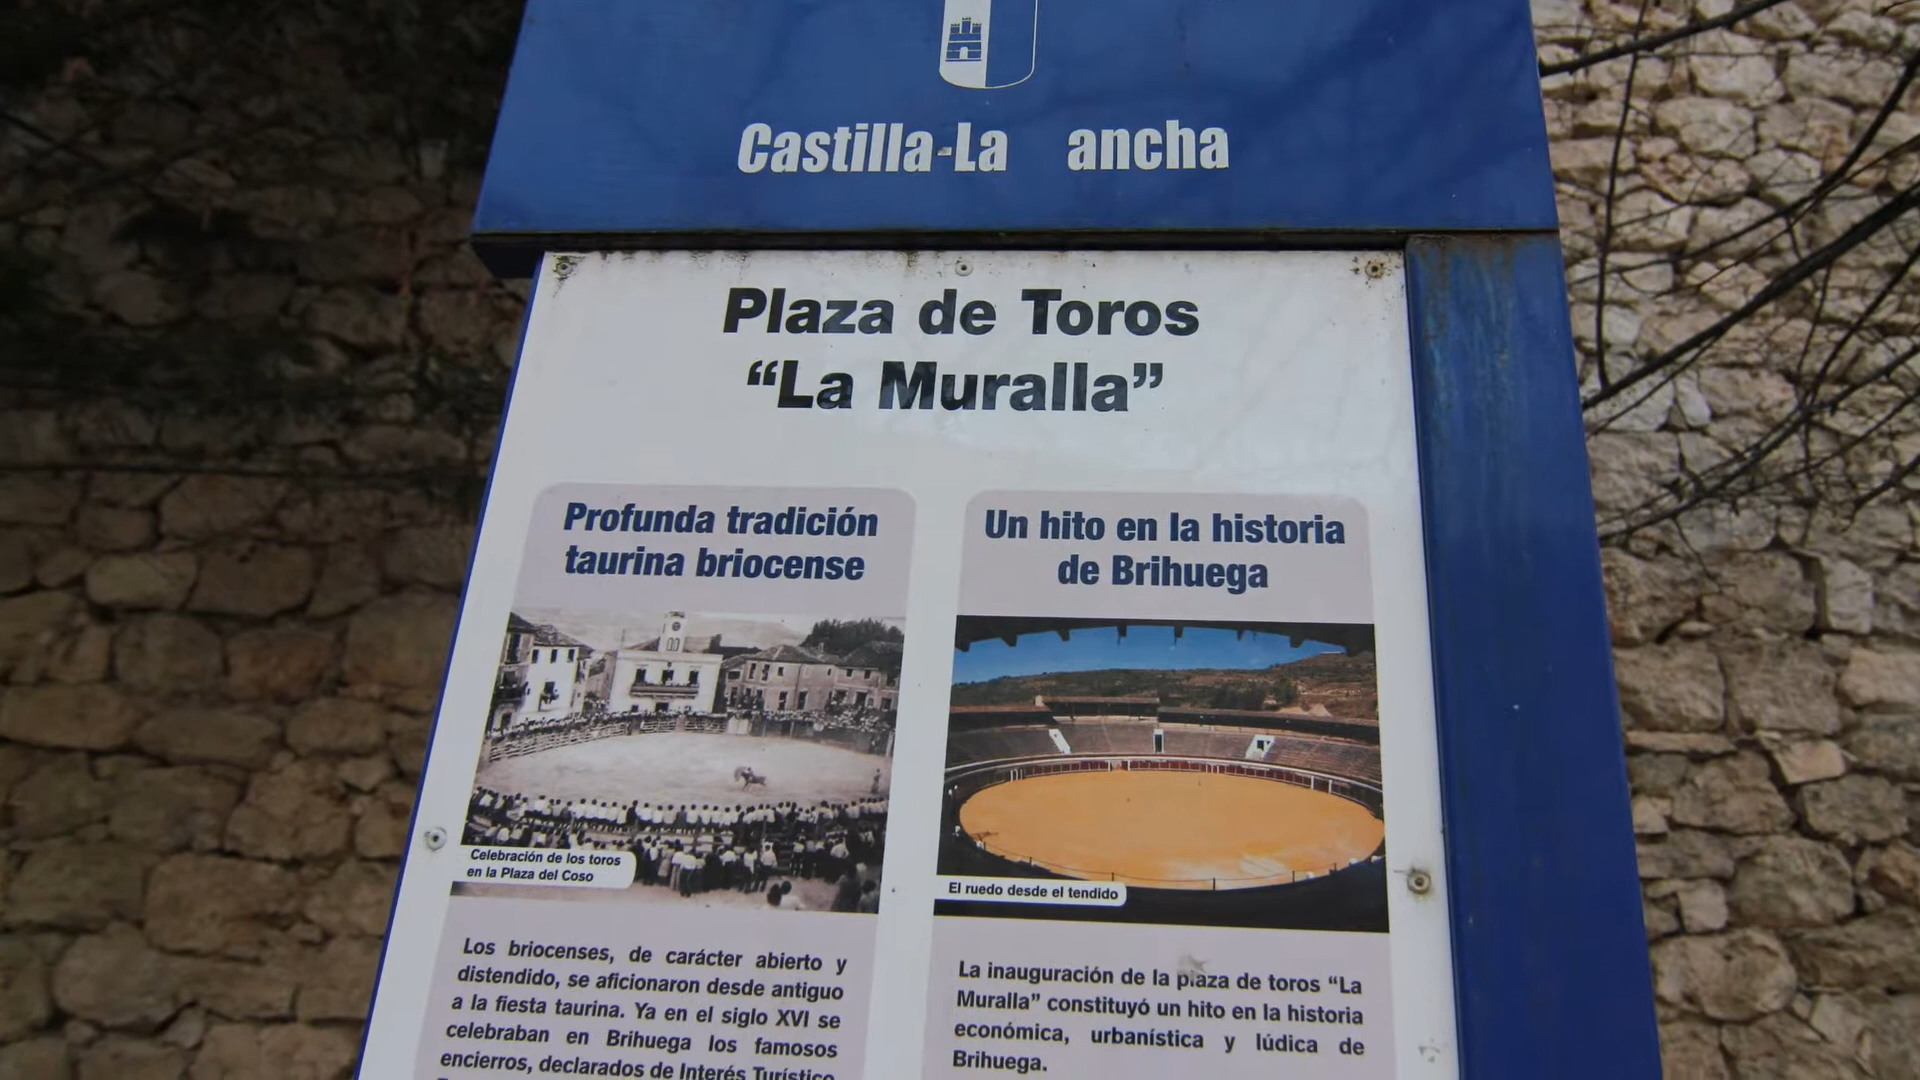 Castilla-La ancha
Plaza de Toros
“La Muralla”
Profunda tradición
taurina briocense
Celebración de los toros
en la Plaza del Coso
Los briocenses, de carácter abierto y
distendido, se aficionaron desde antiguo
a la fiesta taurina. Ya en el siglo XVI se
celebraban en Brihuega los famosos
encierros, declarados de Interés Turístico
Un hito en la historia
de Brihuega
El ruedo desde el tendido
La inauguración de la plaza de toros “La
Muralla” constituyó un hito en la historia
económica, urbanística y lúdica de
Brihuega.